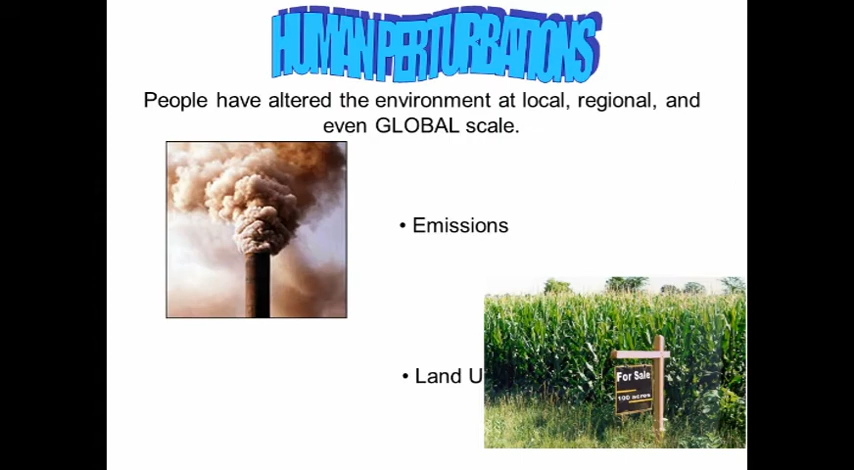 HUMAN PERTURBATIONS
People have altered the environment at local, regional, and
even GLOBAL scale.
• Emissions
• Land U
For Sale
100 acres